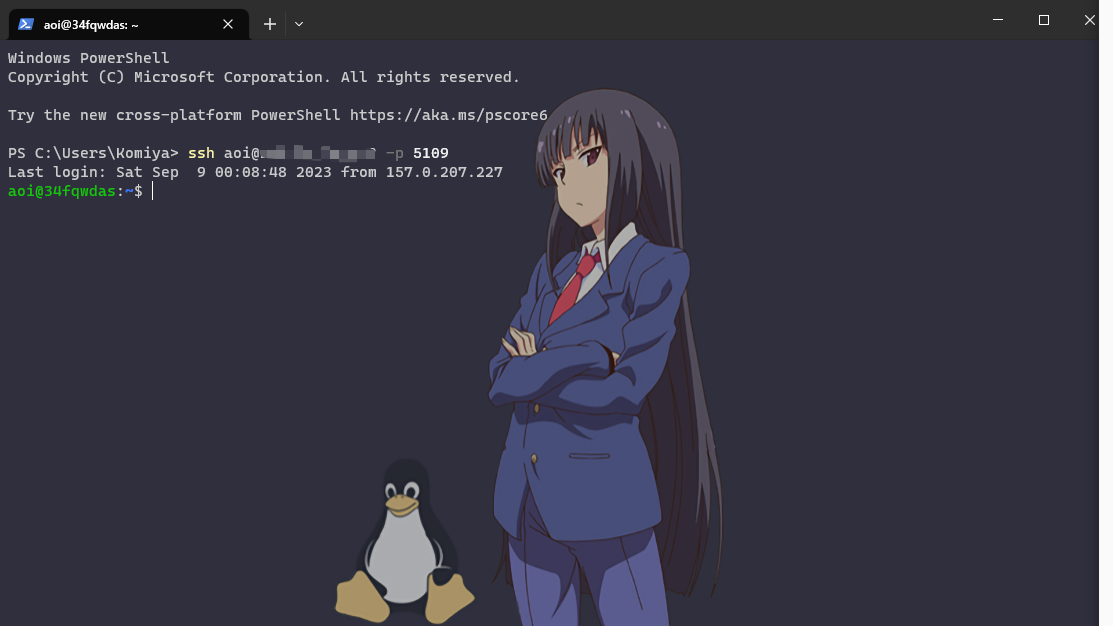 aoi@34fqwdas: ~
Windows PowerShell
Copyright (C) Microsoft Corporation. All rights reserved.
Try the new cross-platform PowerShell https://aka.ms/pscore6
PS C:\Users\Komiya> ssh aoi@ -p 5109
Last login: Sat Sep  9 00:08:48 2023 from 157.0.207.227
aoi@34fqwdas:~$